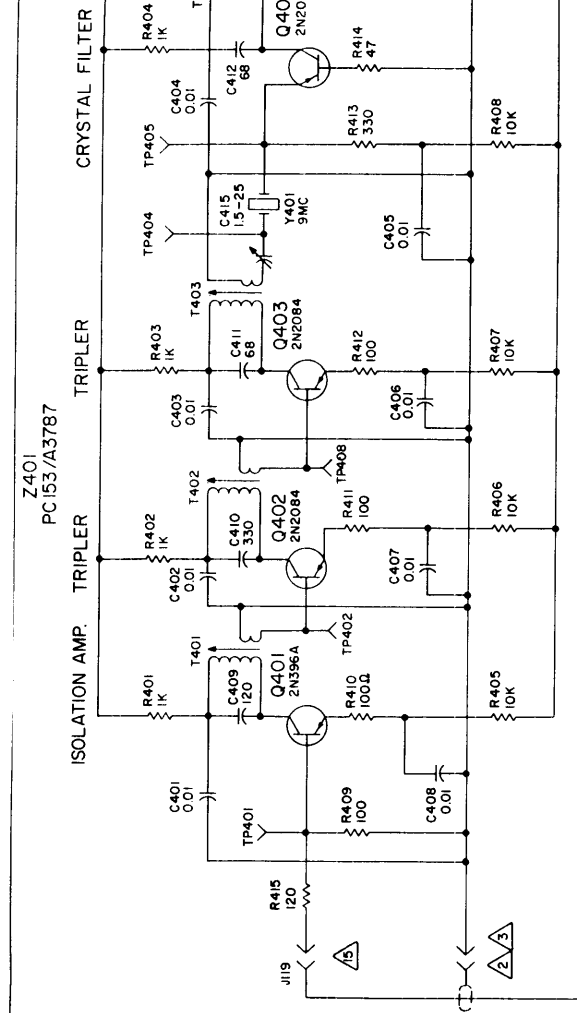 Z401
PC153/A3787
ISOLATION AMP.
TRIPLER
TRIPLER
CRYSTAL FILTER
R401
1K
R402
1K
R403
1K
R404
1K
C401
0.01
T401
C409
120
Q401
2N396A
C402
0.01
T402
C410
330
Q402
2N2084
C403
0.01
T403
C411
68
Q403
2N2084
C404
0.01
C412
68
TP401
TP402
TP408
TP404
TP405
C415
1.5-25
Y401
9MC
R415
120
R409
100
R410
100Ω
R411
100
R412
100
R413
330
R414
47
C408
0.01
C407
0.01
C406
0.01
C405
0.01
R405
10K
R406
10K
R407
10K
R408
10K
J119
15
2
3